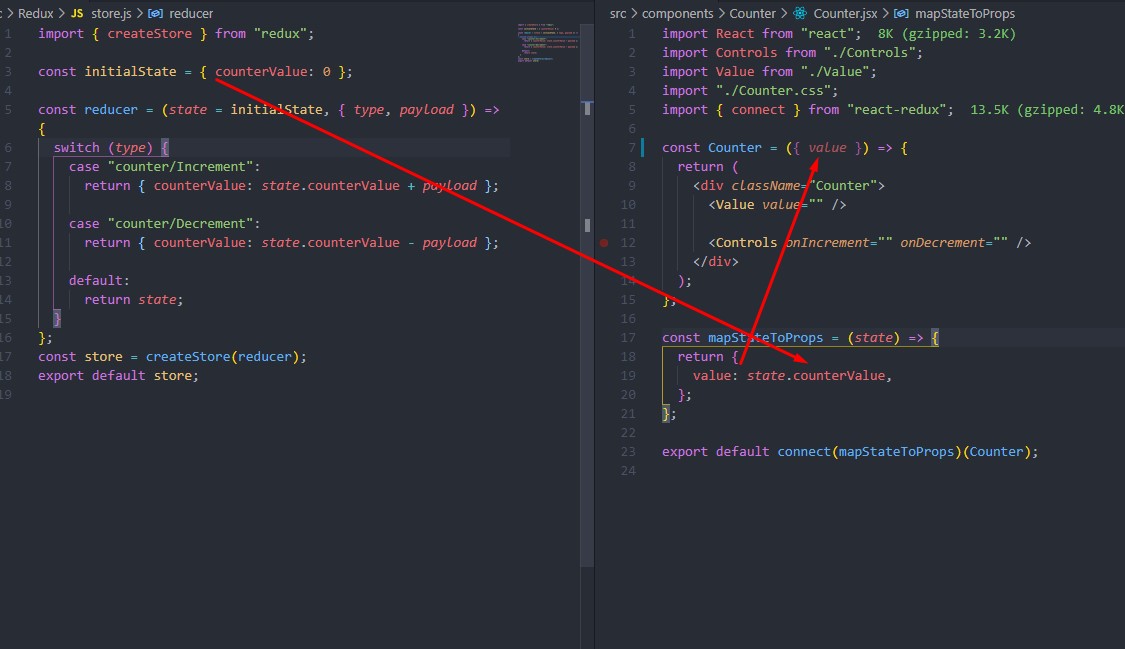 Redux > JS store.js > reducer
1 import { createStore } from "redux";
2
3 const initialState = { counterValue: 0 };
4
5 const reducer = (state = initialState, { type, payload }) =>
{
6 switch (type) {
7 case "counter/Increment":
8 return { counterValue: state.counterValue + payload };
9
10 case "counter/Decrement":
11 return { counterValue: state.counterValue - payload };
12
13 default:
14 return state;
15 }
16 };
17 const store = createStore(reducer);
18 export default store;
19
src > components > Counter > Counter.jsx > mapStateToProps
1 import React from "react"; 8K (gzipped: 3.2K)
2 import Controls from "./Controls";
3 import Value from "./Value";
4 import "./Counter.css";
5 import { connect } from "react-redux"; 13.5K (gzipped: 4.8K
6
7 const Counter = ({ value }) => {
8 return (
9 <div className="Counter">
10 <Value value="" />
11
12 <Controls onIncrement="" onDecrement="" />
13 </div>
14 );
15 };
16
17 const mapStateToProps = (state) => {
18 return {
19 value: state.counterValue,
20 };
21 };
22
23 export default connect(mapStateToProps)(Counter);
24